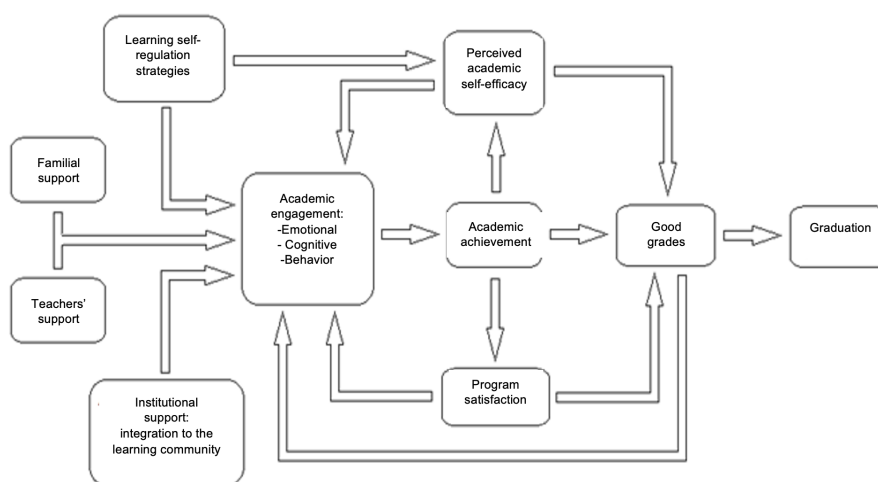 Learning self-
regulation
strategies
Perceived
academic
self-efficacy
Familial
support
Academic
engagement:
-Emotional
- Cognitive
-Behavior
Academic
achievement
Good
grades
Graduation
Teachers'
support
Program
satisfaction
Institutional
support:
integration to the
learning community